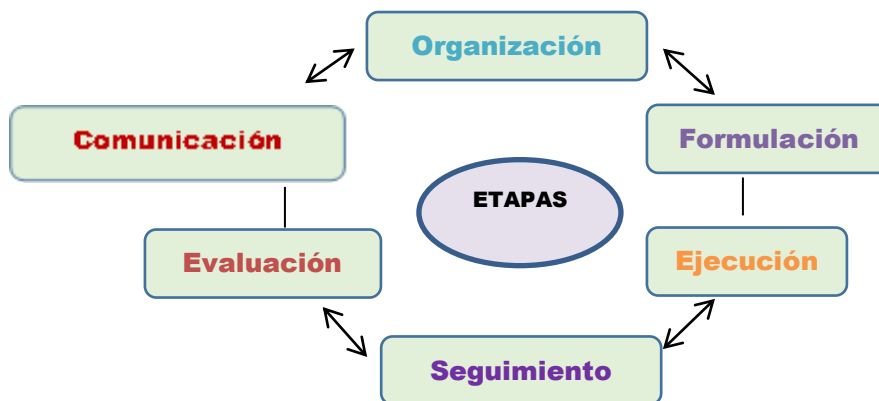 Organización
Comunicación
Formulación
ETAPAS
Evaluación
Ejecución
Seguimiento